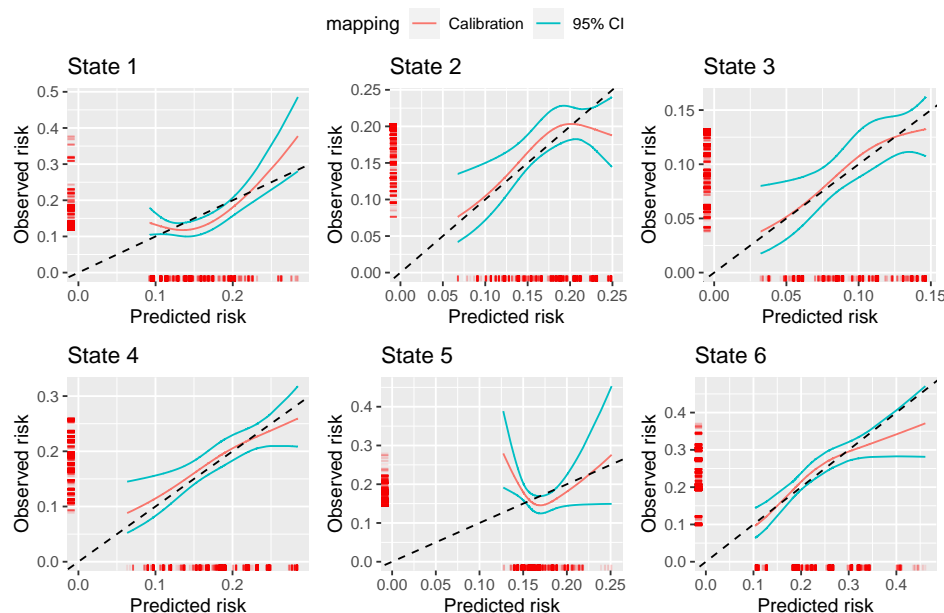 mapping Calibration 95% CI
State 1 State 2 State 3
Observed risk 0.5 0.4 0.3 0.2 0.1 0.0
0.0 0.1 0.2
Predicted risk
Observed risk 0.25 0.20 0.15 0.10 0.05 0.00
0.00 0.05 0.10 0.15 0.20 0.25
Predicted risk
Observed risk 0.15 0.10 0.05 0.00
0.00 0.05 0.10 0.15
Predicted risk
State 4 State 5 State 6
Observed risk 0.3 0.2 0.1 0.0
0.0 0.1 0.2
Predicted risk
Observed risk 0.4 0.3 0.2 0.1 0.0
0.00 0.05 0.10 0.15 0.20 0.25
Predicted risk
Observed risk 0.4 0.3 0.2 0.1 0.0
0.0 0.1 0.2 0.3 0.4
Predicted risk